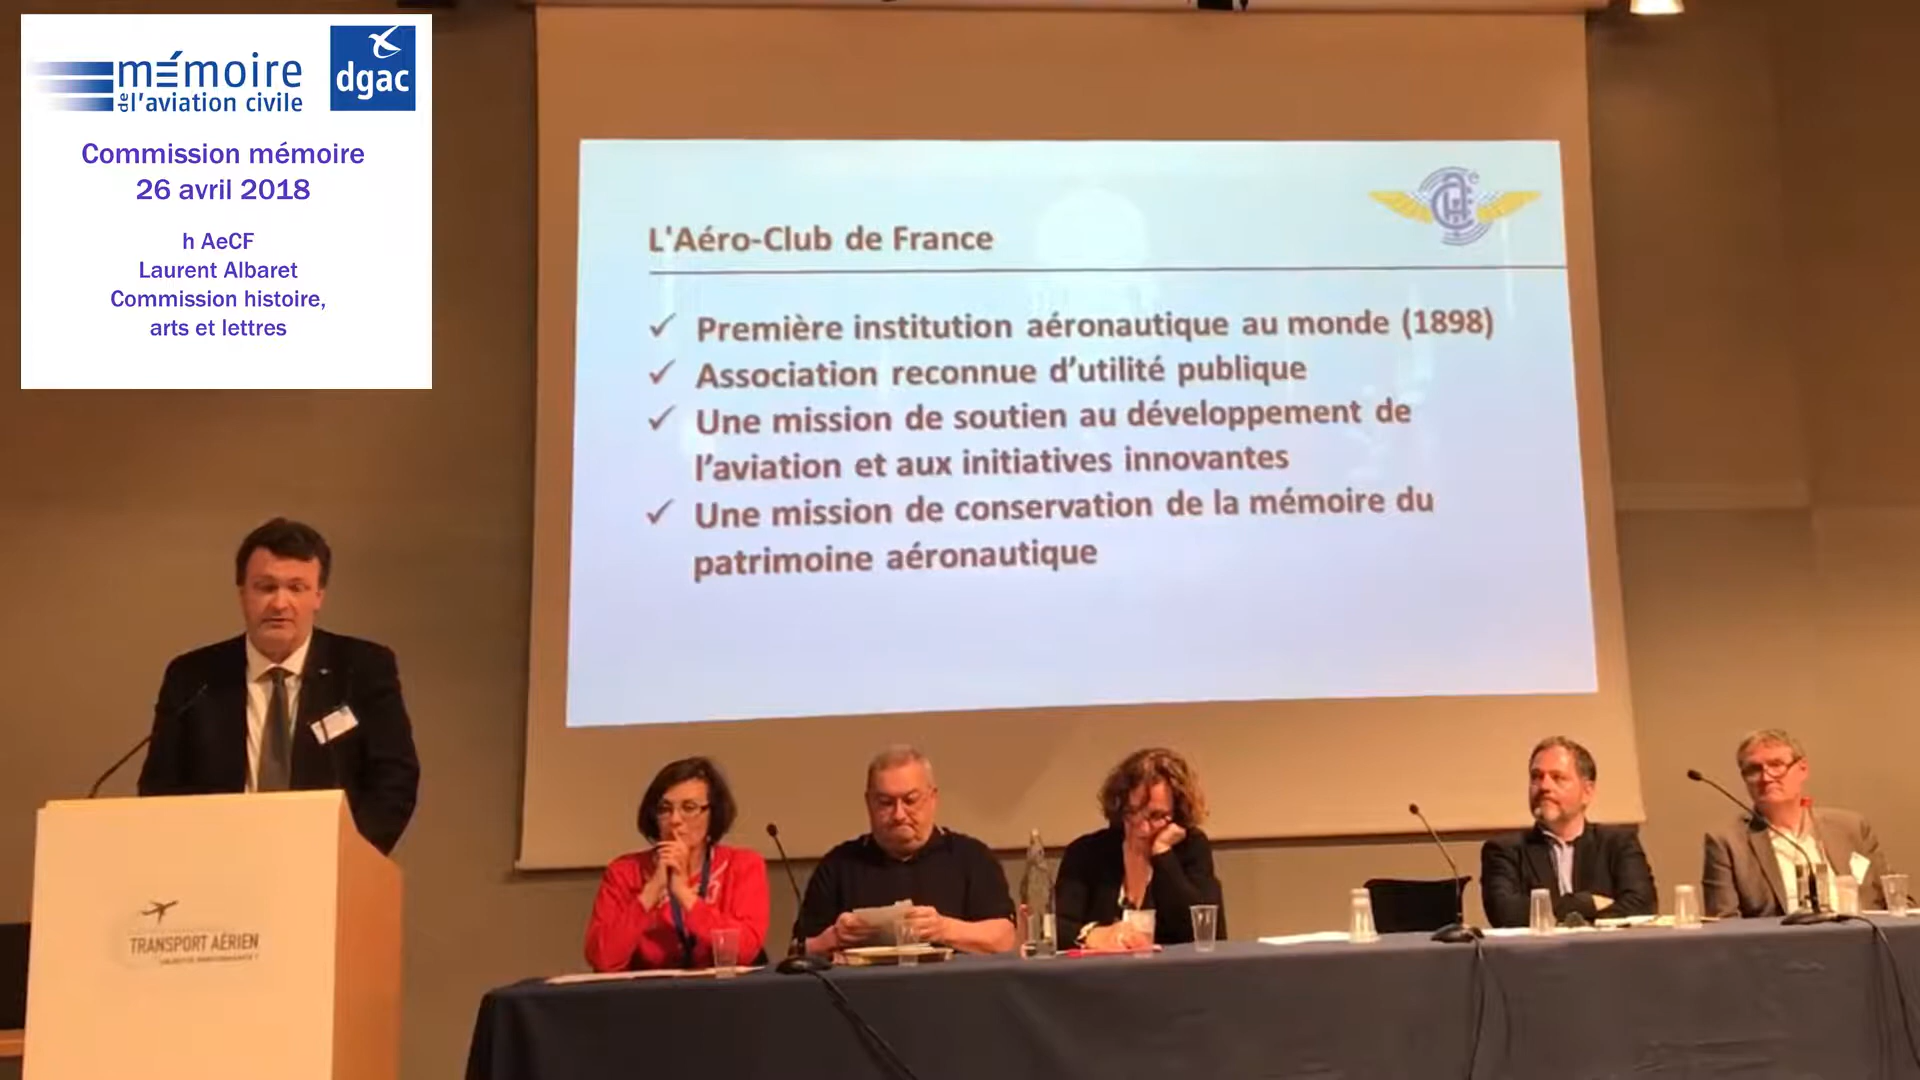 mémoire
de l'aviation civile
dgac
Commission mémoire
26 avril 2018
h AeCF
Laurent Albaret
Commission histoire,
arts et lettres
L'Aéro-Club de France
✓ Première institution aéronautique au monde (1898)
✓ Association reconnue d'utilité publique
✓ Une mission de soutien au développement de
l'aviation et aux initiatives innovantes
✓ Une mission de conservation de la mémoire du
patrimoine aéronautique
TRANSPORT AÉRIEN